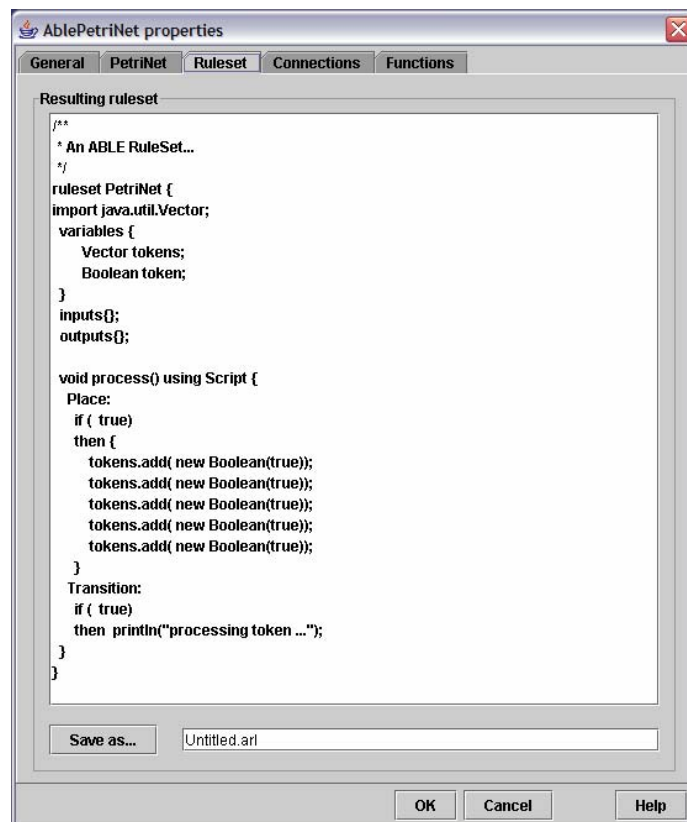 AblePetriNet properties
General PetriNet Ruleset Connections Functions
Resulting ruleset
/**
* An ABLE RuleSet...
*/
ruleset PetriNet {
import java.util.Vector;
variables {
Vector tokens;
Boolean token;
}
inputs{};
outputs{};
void process() using Script {
Place:
if ( true)
then {
tokens.add( new Boolean(true));
tokens.add( new Boolean(true));
tokens.add( new Boolean(true));
tokens.add( new Boolean(true));
tokens.add( new Boolean(true));
}
Transition:
if ( true)
then println("processing token ...");
}
}
Save as... Untitled.arl
OK Cancel Help